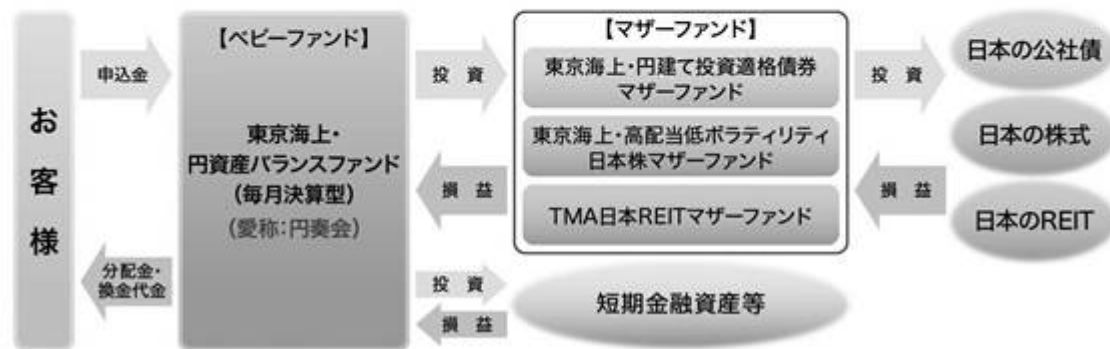 お客様
申込金
分配金・
換金代金
【ベビーファンド】
東京海上・
円資産バランスファンド
(毎月決算型)
(愛称:円奏会)
投 資
損 益
投 資
損 益
【マザーファンド】
東京海上・円建て投資適格債券
マザーファンド
東京海上・高配当低ボラティリティ
日本株マザーファンド
TMA日本REITマザーファンド
短期金融資産等
投 資
損 益
日本の公社債
日本の株式
日本のREIT